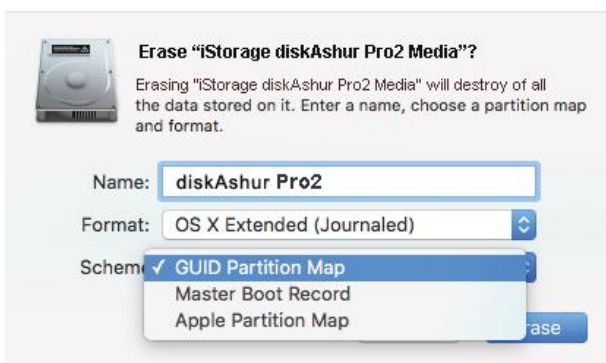 Erase “iStorage diskAshur Pro2 Media”?
Erasing "iStorage diskAshur Pro2 Media" will destroy of all
the data stored on it. Enter a name, choose a partition map
and format.
Name: diskAshur Pro2
Format: OS X Extended (Journaled)
Scheme ✓ GUID Partition Map
Master Boot Record
Apple Partition Map
rase